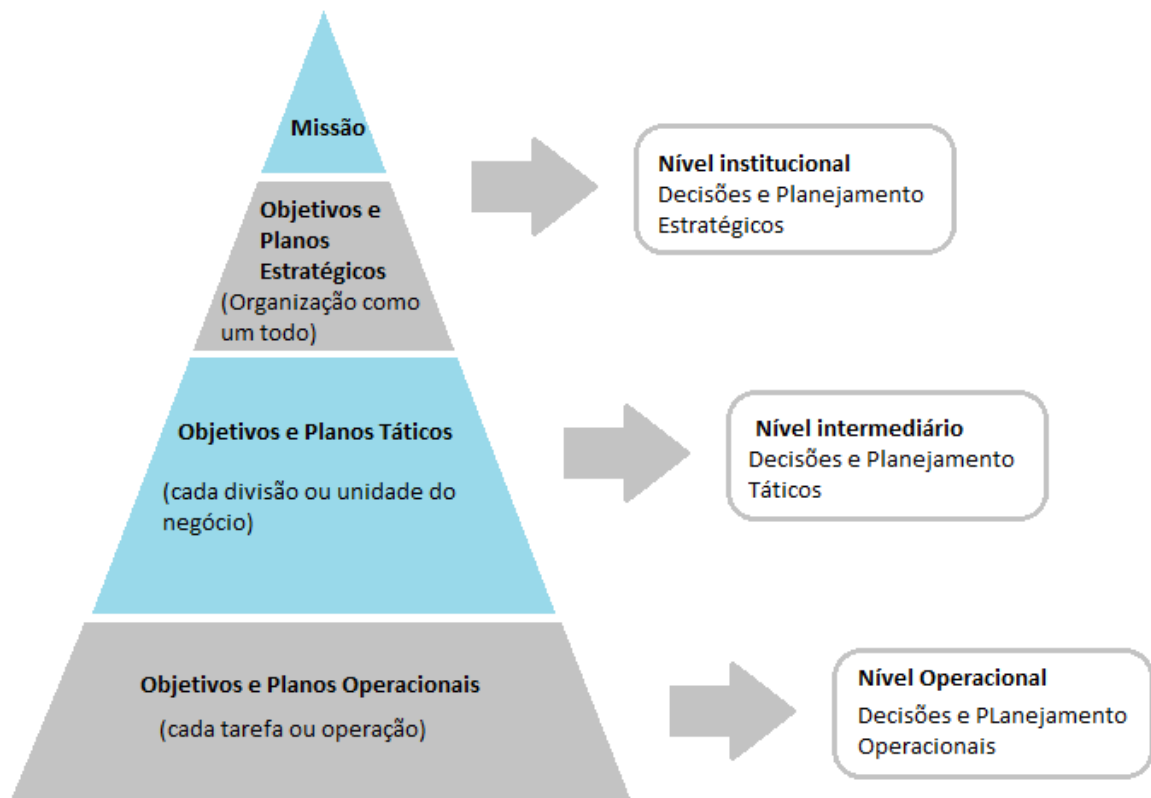 Missão
Objetivos e
Planos
Estratégicos
(Organização como
um todo)
Nível institucional
Decisões e Planejamento
Estratégicos
Objetivos e Planos Táticos
(cada divisão ou unidade do
negócio)
Nível intermediário
Decisões e Planejamento
Táticos
Objetivos e Planos Operacionais
(cada tarefa ou operação)
Nível Operacional
Decisões e PLanejamento
Operacionais